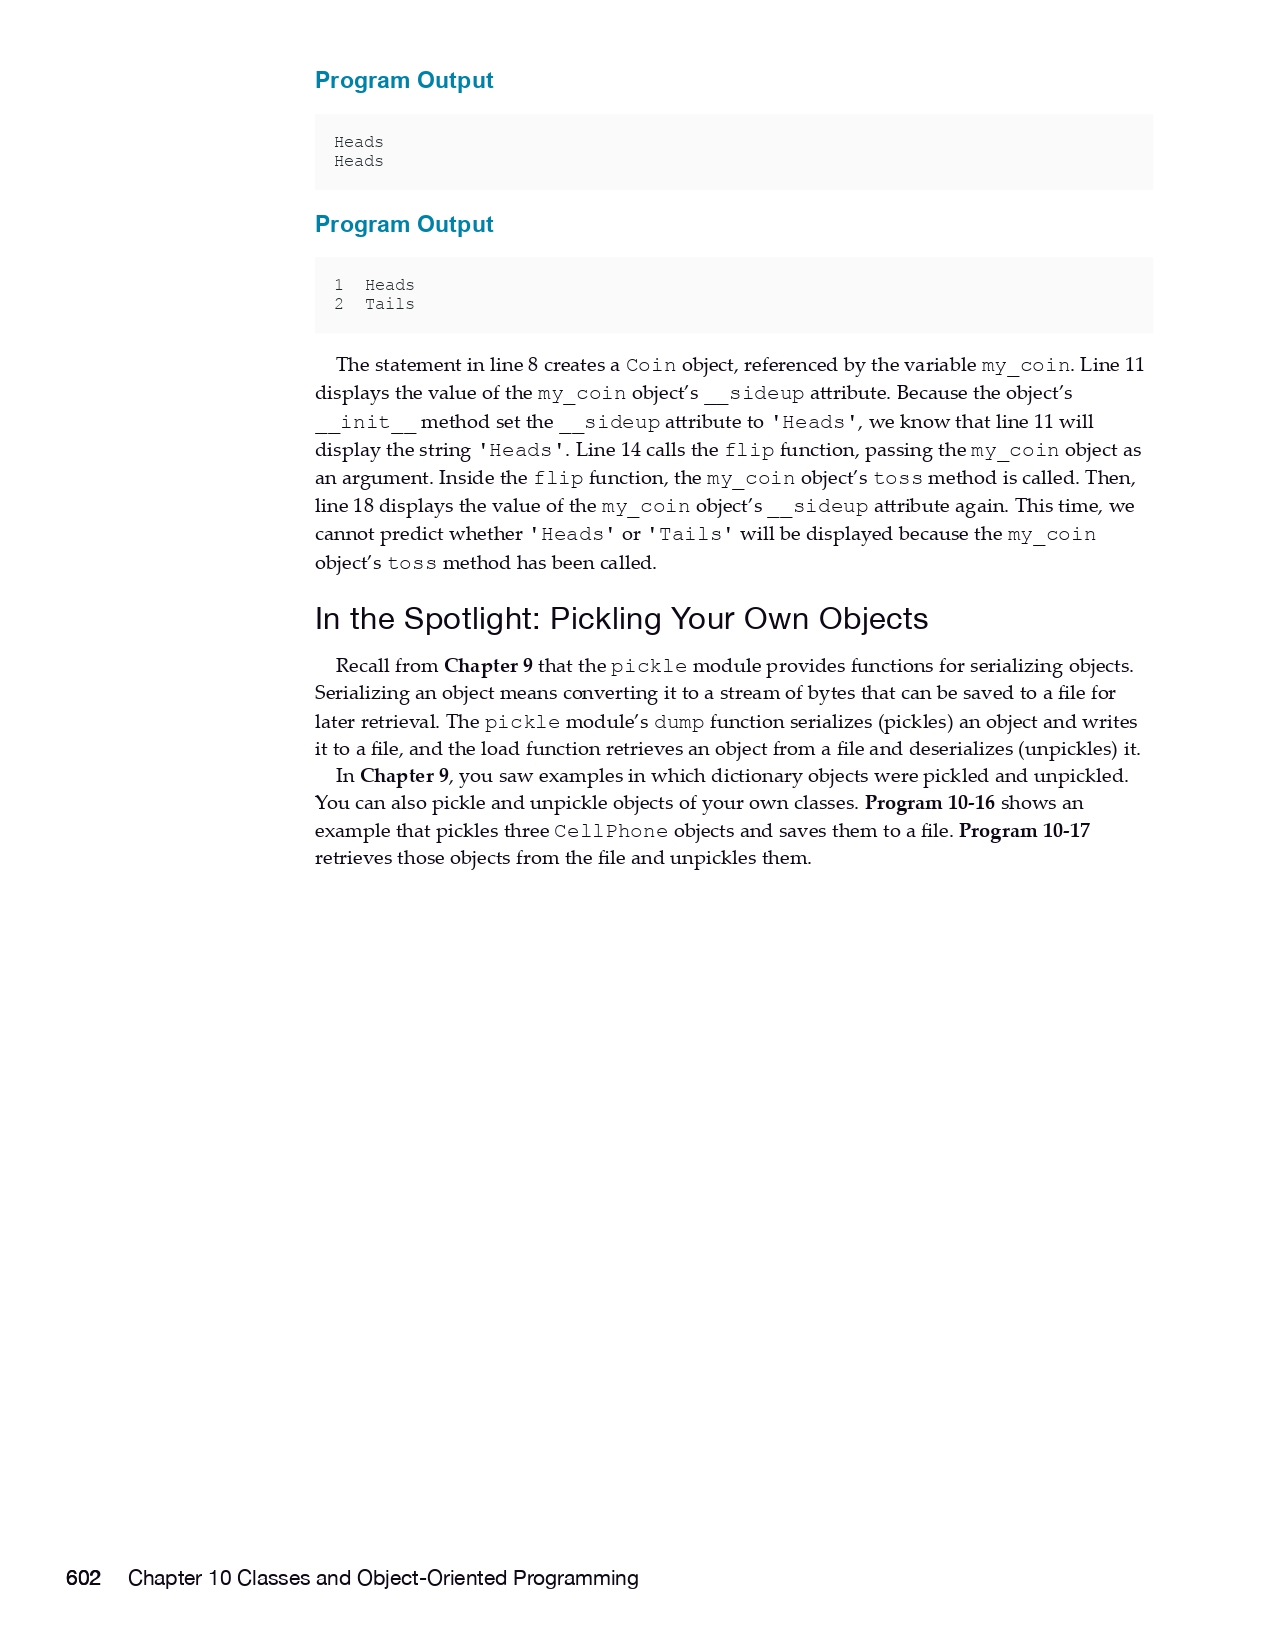 Program Output
Heads
Heads
Program Output
1 Heads
2 Tails
The statement in line 8 creates a Coin object, referenced by the variable my_coin. Line 11
displays the value of the my_coin object’s __sideup attribute. Because the object’s
__init__ method set the __sideup attribute to 'Heads', we know that line 11 will
display the string 'Heads'. Line 14 calls the flip function, passing the my_coin object as
an argument. Inside the flip function, the my_coin object’s toss method is called. Then,
line 18 displays the value of the my_coin object’s __sideup attribute again. This time, we
cannot predict whether 'Heads' or 'Tails' will be displayed because the my_coin
object’s toss method has been called.
In the Spotlight: Pickling Your Own Objects
Recall from Chapter 9 that the pickle module provides functions for serializing objects.
Serializing an object means converting it to a stream of bytes that can be saved to a file for
later retrieval. The pickle module’s dump function serializes (pickles) an object and writes
it to a file, and the load function retrieves an object from a file and deserializes (unpickles) it.
In Chapter 9, you saw examples in which dictionary objects were pickled and unpickled.
You can also pickle and unpickle objects of your own classes. Program 10-16 shows an
example that pickles three CellPhone objects and saves them to a file. Program 10-17
retrieves those objects from the file and unpickles them.
602 Chapter 10 Classes and Object-Oriented Programming